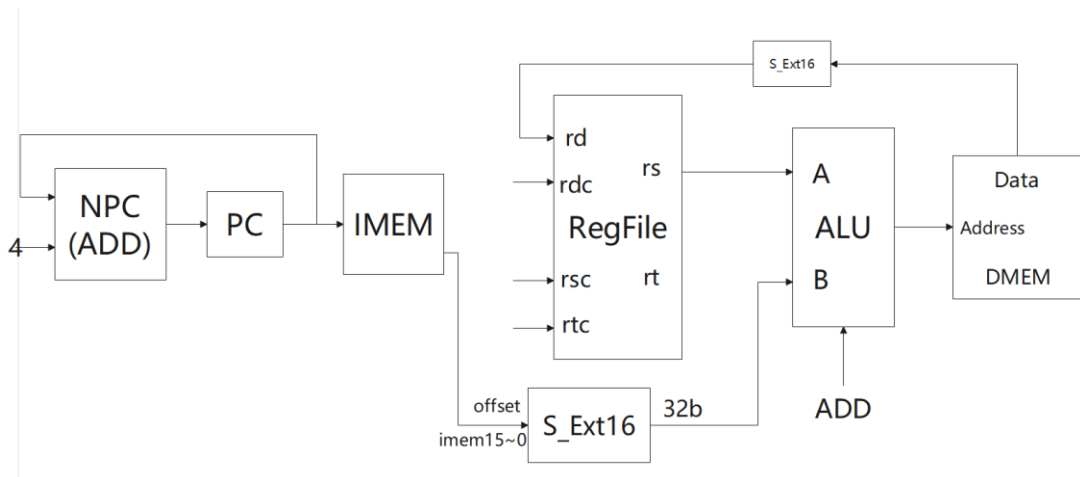 S_Ext16
rd
rs
rdc
RegFile
rsc
rt
rtc
NPC
(ADD)
4
PC
IMEM
A
ALU
B
ADD
Data
Address
DMEM
offset
imem15~0
S_Ext16
32b